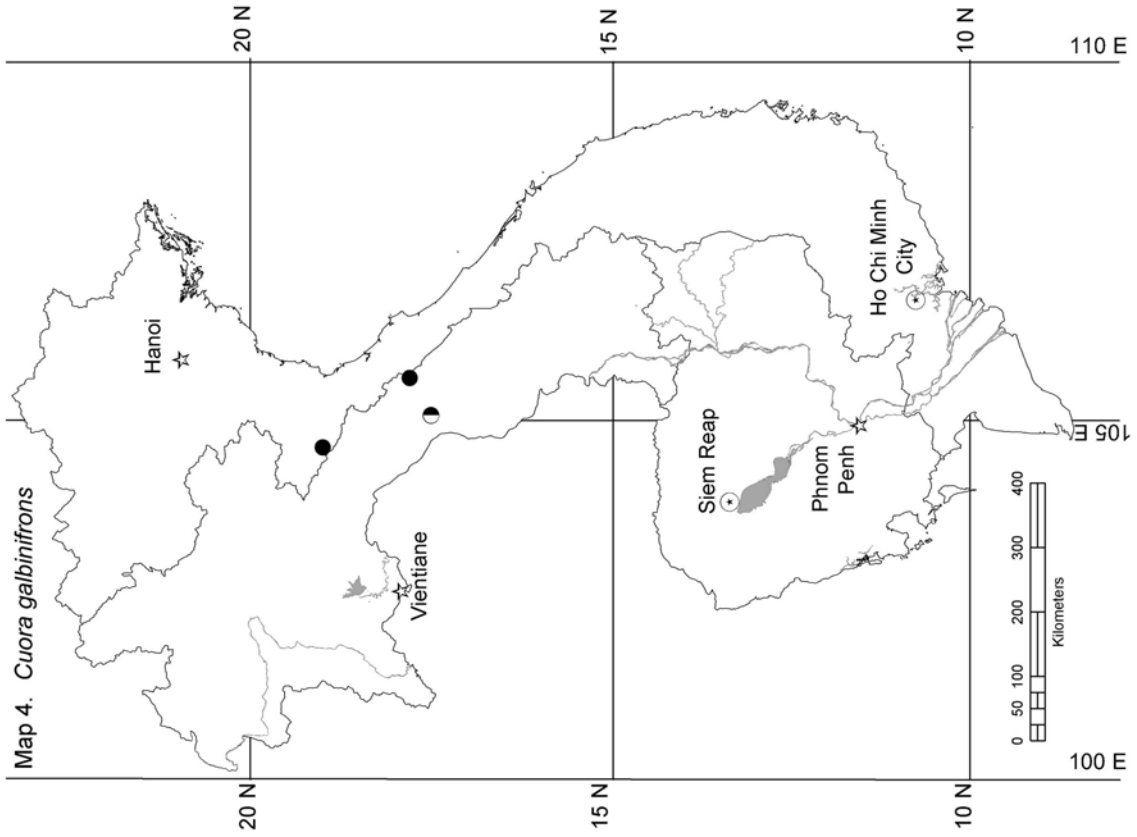 Map 4. Cuora galbinifrons
20 N
15 N
10 N
20 N
15 N
10 N
100 E
105 E
110 E
Hanoi
Vientiane
Siem Reap
Phnom
Penh
Ho Chi Minh
City
0 50 100 200 300 400
Kilometers